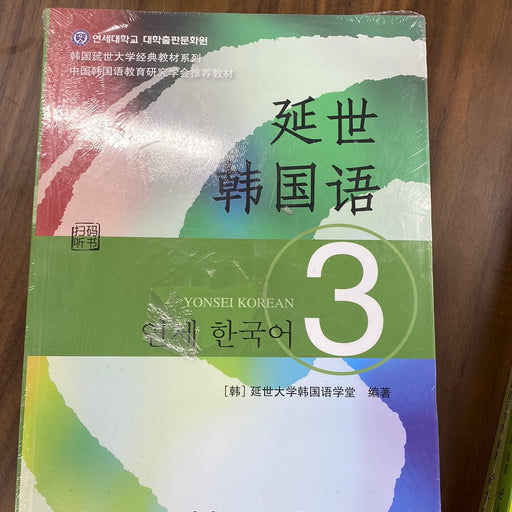 연세대학교 대학출판문화원
韩国延世大学经典教材系列
中国韩国语教育研究学会推荐教材
延世
韩国语
扫码
听书
3
YONSEI KOREAN
연세 한국어
[韩] 延世大学韩国语学堂 编著